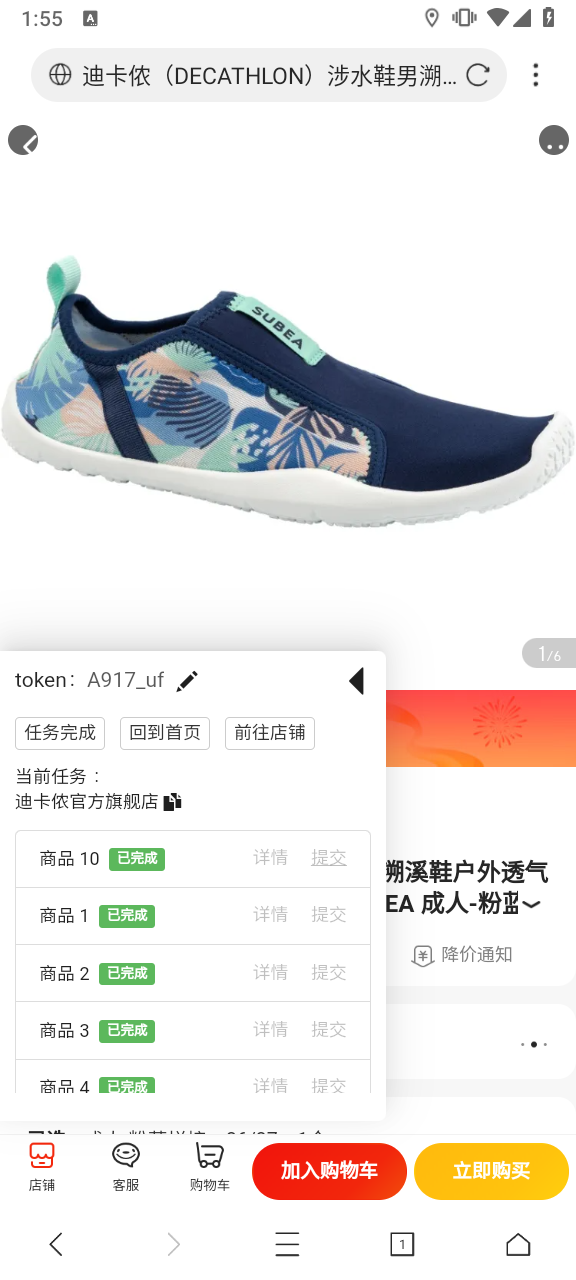 1:55
迪卡侬（DECATHLON）涉水鞋男溯...
SUBEA
1/6
token： A917_uf
任务完成 回到首页 前往店铺
当前任务：
迪卡侬官方旗舰店
商品 10 已完成 详情 提交
商品 1 已完成 详情 提交
商品 2 已完成 详情 提交
商品 3 已完成 详情 提交
商品 4 已完成 详情 提交
溯溪鞋户外透气
EA 成人-粉蓝
降价通知
店铺 客服 购物车 加入购物车 立即购买
1